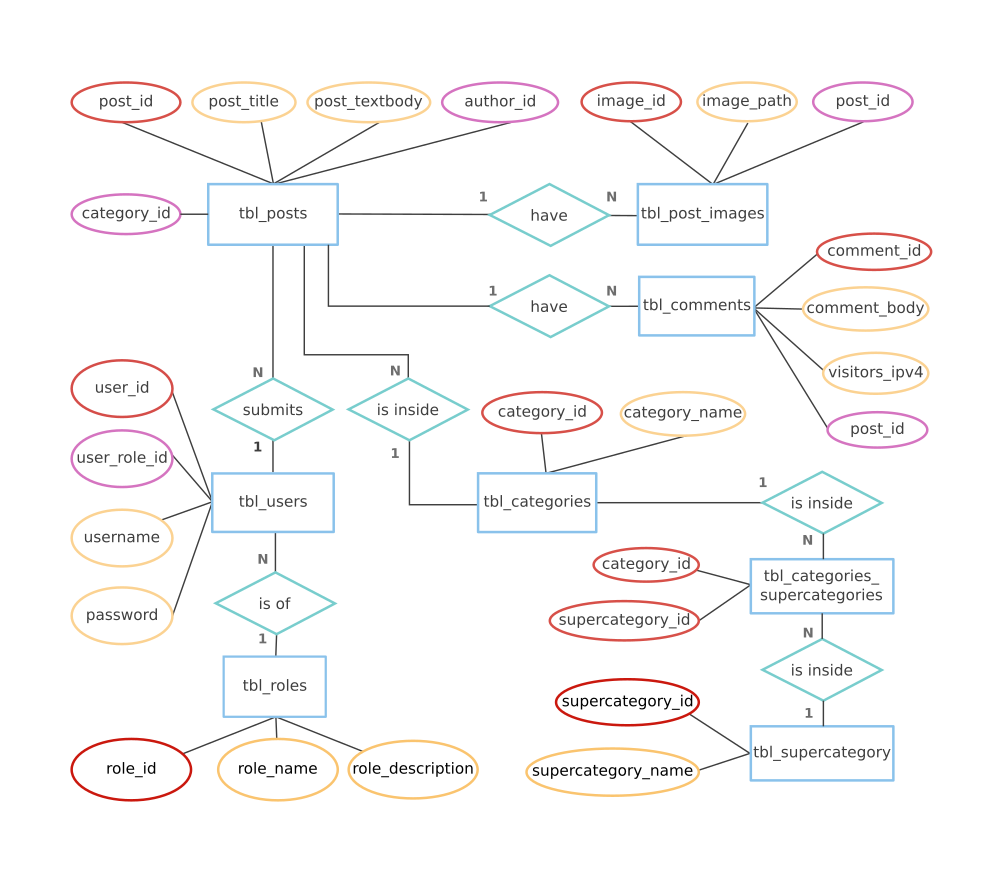 post_id
post_title
post_textbody
author_id
image_id
image_path
post_id
category_id
tbl_posts
1
have
N
tbl_post_images
comment_id
1
have
N
tbl_comments
comment_body
visitors_ipv4
post_id
N
N
user_id
submits
is inside
category_id
category_name
user_role_id
1
1
tbl_users
tbl_categories
1
is inside
username
N
N
category_id
tbl_categories_
supercategories
is of
password
supercategory_id
1
N
is inside
tbl_roles
supercategory_id
1
role_id
role_name
role_description
supercategory_name
tbl_supercategory